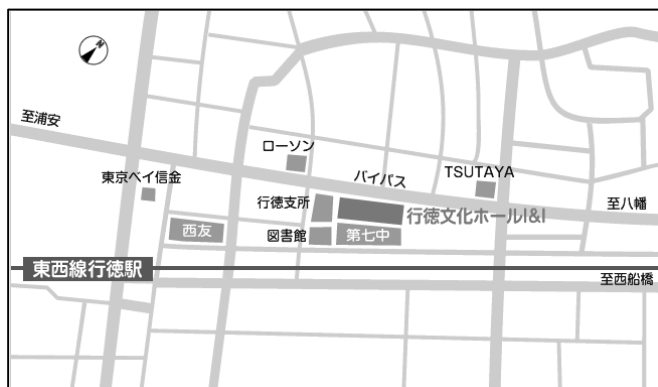 至浦安
ローソン
東京ベイ信金
バイパス
TSUTAYA
行徳支所
行徳文化ホールI&I
至八幡
西友
図書館
第七中
東西線行徳駅
至西船橋